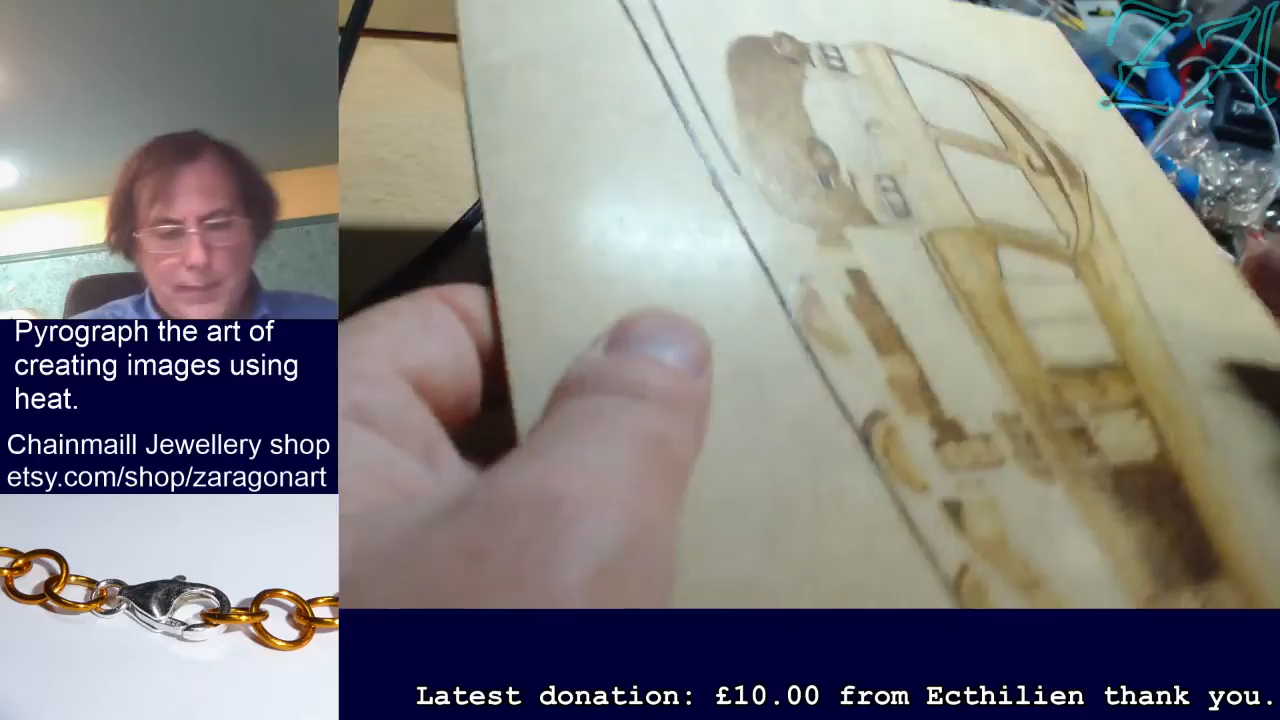 ZA
Pyrograph the art of
creating images using
heat.
Chainmaill Jewellery shop
etsy.com/shop/zaragonart
Latest donation: £10.00 from Ecthilien thank you.